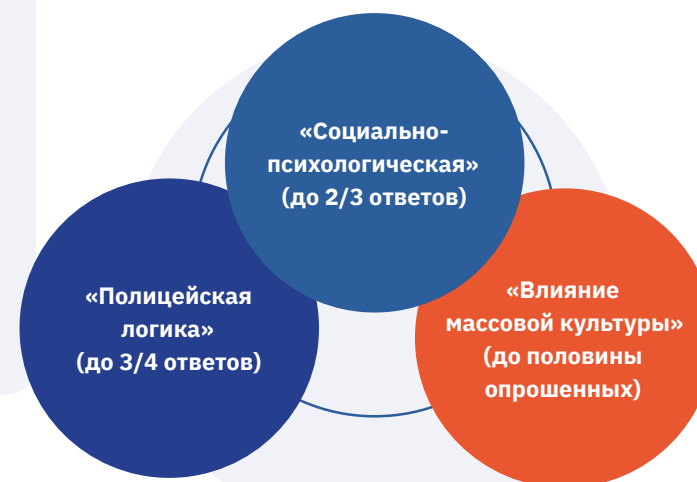 «Социально-
психологическая»
(до 2/3 ответов)
«Полицейская
логика»
(до 3/4 ответов)
«Влияние
массовой культуры»
(до половины
опрошенных)